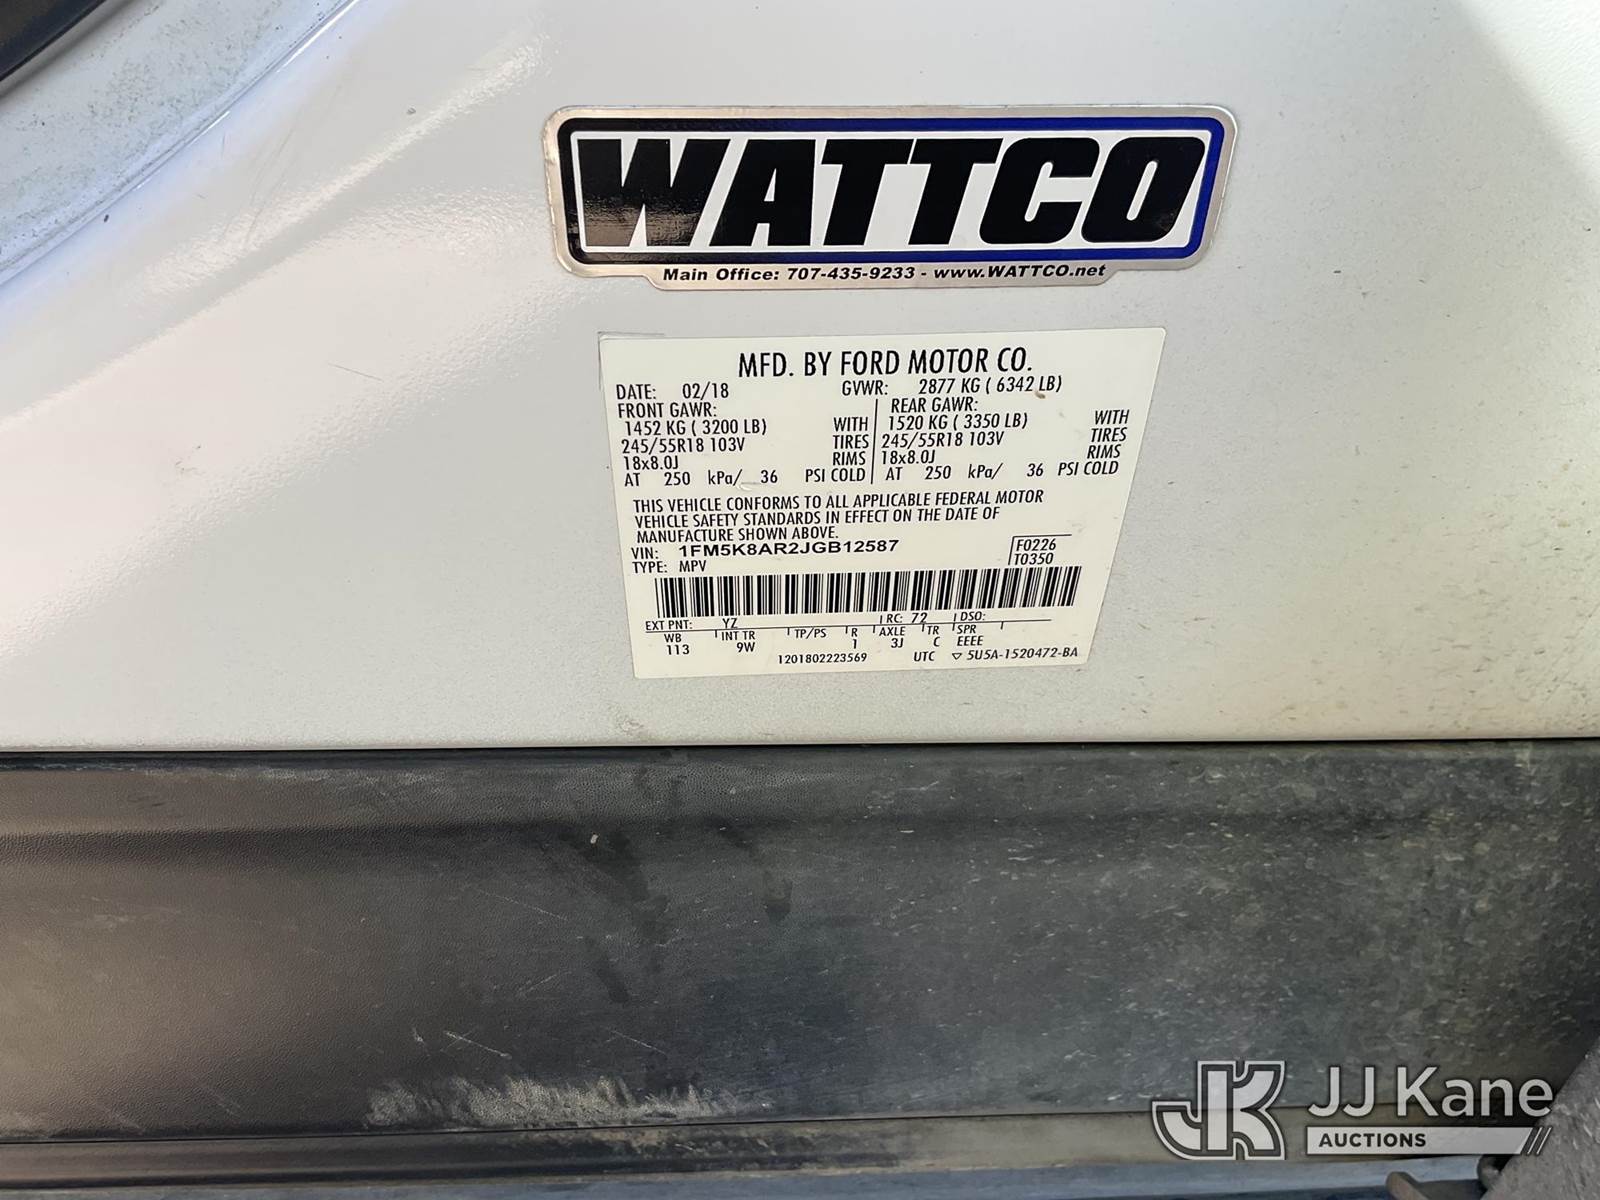 WATTCO
Main Office: 707-435-9233 - www.WATTCO.net
MFD. BY FORD MOTOR CO.
DATE: 02/18 GVWR: 2877 KG ( 6342 LB)
FRONT GAWR: REAR GAWR:
1452 KG ( 3200 LB) WITH 1520 KG ( 3350 LB) WITH
245/55R18 103V TIRES 245/55R18 103V TIRES
18x8.0J RIMS 18x8.0J RIMS
AT 250 kPa/ 36 PSI COLD AT 250 kPa/ 36 PSI COLD
THIS VEHICLE CONFORMS TO ALL APPLICABLE FEDERAL MOTOR
VEHICLE SAFETY STANDARDS IN EFFECT ON THE DATE OF
MANUFACTURE SHOWN ABOVE.
VIN: 1FM5K8AR2JGB12587 F0226
TYPE: MPV T0350
EXT PNT: YZ RC: 72 DSO:
WB INT TR TP/PS R AXLE TR SPR
113 9W 1 3J C EEEE
1201802223569 UTC ▽ 5U5A-1520472-BA
JJ Kane
AUCTIONS